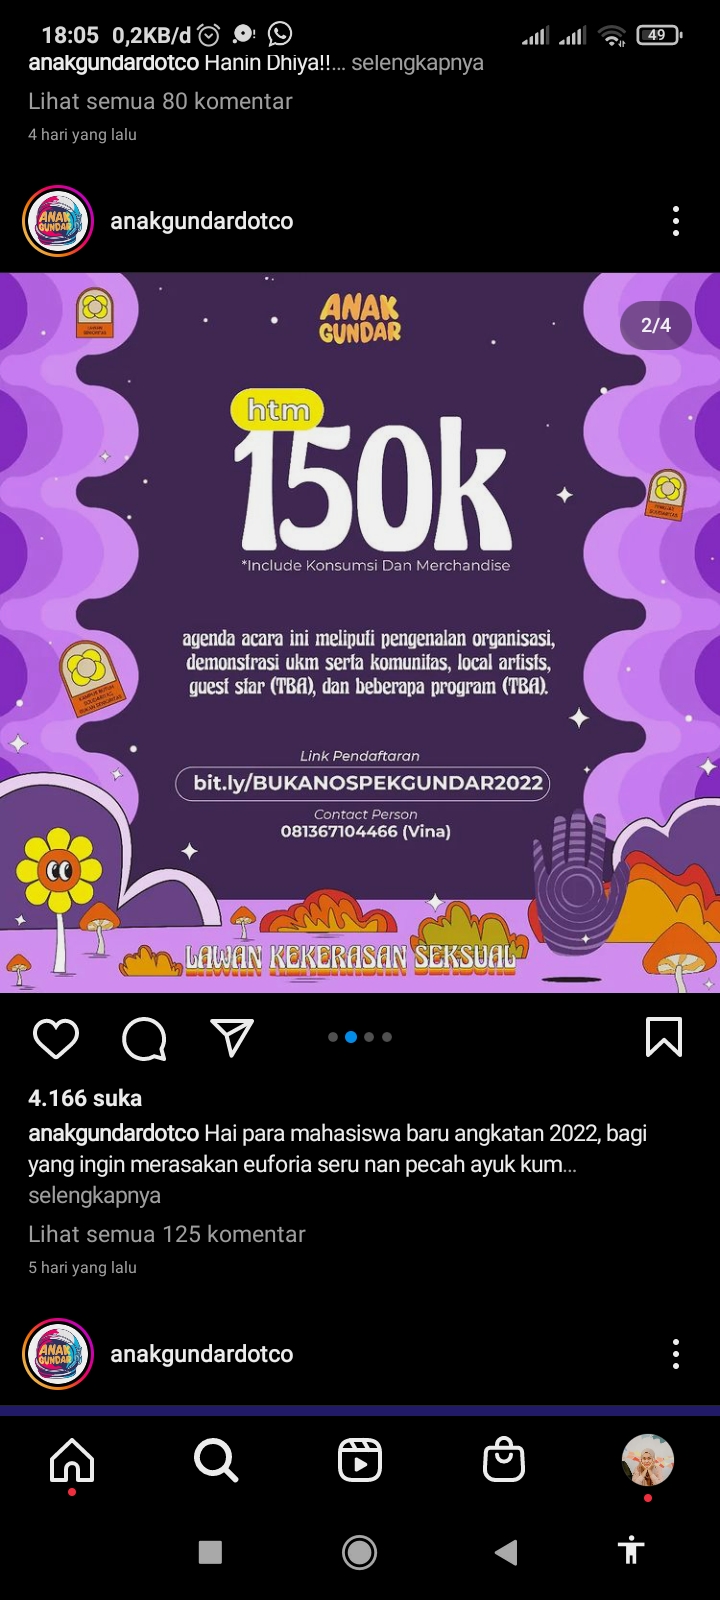 18:05 0,2KB/d
49
anakgundardotco Hanin Dhiya!!... selengkapnya
Lihat semua 80 komentar
4 hari yang lalu
ANAK GUNDAR
anakgundardotco
2/4
ANAK
GUNDAR
htm
150k
*Include Konsumsi Dan Merchandise
agenda acara ini meliputi pengenalan organisasi,
demonstrasi ukm serta komunitas, local artists,
guest star (TBA), dan beberapa program (TBA).
Link Pendaftaran
bit.ly/BUKANOSPEKGUNDAR2022
Contact Person
081367104466 (Vina)
LAWAN KEKERASAN SEKSUAL
4.166 suka
anakgundardotco Hai para mahasiswa baru angkatan 2022, bagi
yang ingin merasakan euforia seru nan pecah ayuk kum...
selengkapnya
Lihat semua 125 komentar
5 hari yang lalu
ANAK GUNDAR
anakgundardotco